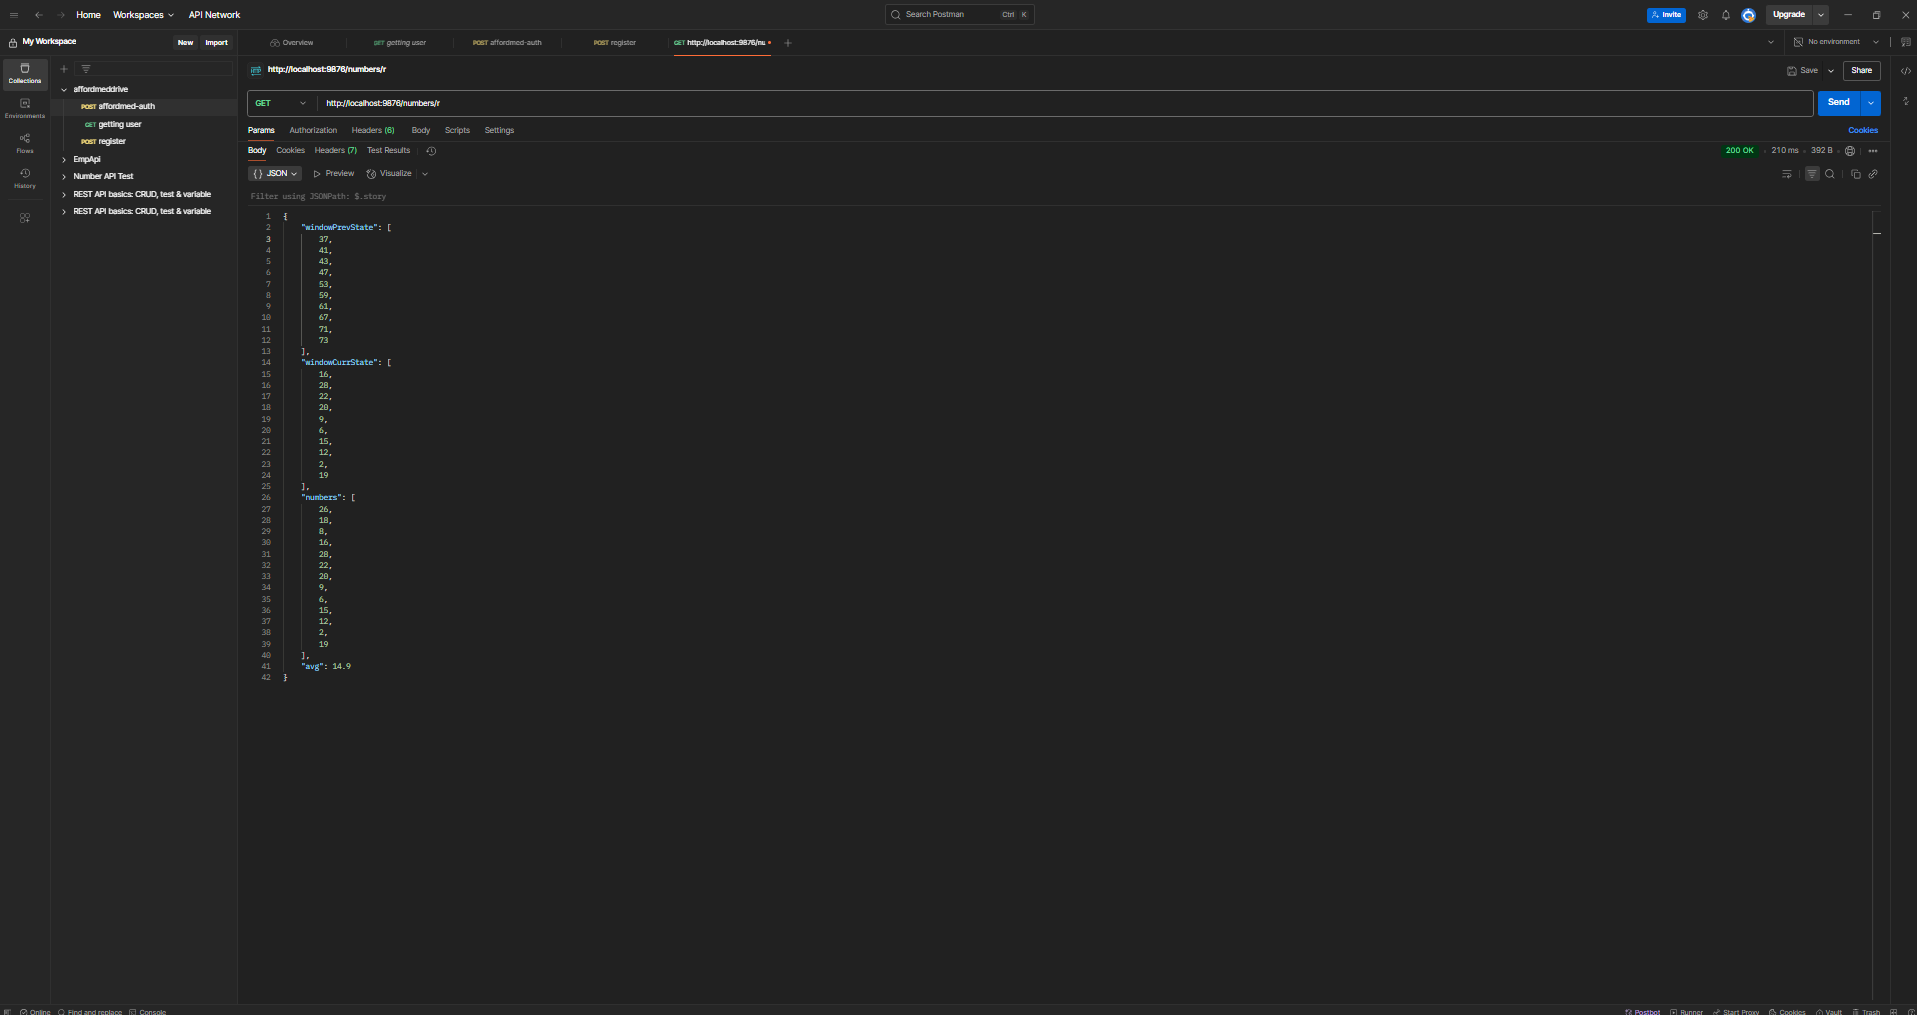 Home Workspaces API Network Search Postman Ctrl K Invite Upgrade
My Workspace New Import Overview GET getting user POST affordmed-auth POST register GET http://localhost:9876/nu No environment
Collections
Environments
Flows
History
affordmeddrive
POST affordmed-auth
GET getting user
POST register
EmpApi
Number API Test
REST API basics: CRUD, test & variable
REST API basics: CRUD, test & variable
http://localhost:9876/numbers/r Save Share
GET http://localhost:9876/numbers/r Send
Params Authorization Headers (6) Body Scripts Settings Cookies
Body Cookies Headers (7) Test Results 200 OK 210 ms 392 B
{} JSON Preview Visualize
Filter using JSONPath: $.story
1 {
2 "windowPrevState": [
3 37,
4 41,
5 43,
6 47,
7 53,
8 59,
9 61,
10 67,
11 71,
12 73
13 ],
14 "windowCurrState": [
15 16,
16 28,
17 22,
18 20,
19 9,
20 6,
21 15,
22 12,
23 2,
24 19
25 ],
26 "numbers": [
27 26,
28 18,
29 8,
30 16,
31 28,
32 22,
33 20,
34 9,
35 6,
36 15,
37 12,
38 2,
39 19
40 ],
41 "avg": 14.9
42 }
Online Find and replace Console Postbot Runner Start Proxy Cookies Vault Trash